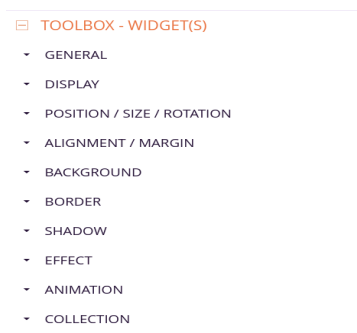 TOOLBOX - WIDGET(S)
GENERAL
DISPLAY
POSITION / SIZE / ROTATION
ALIGNMENT / MARGIN
BACKGROUND
BORDER
SHADOW
EFFECT
ANIMATION
COLLECTION